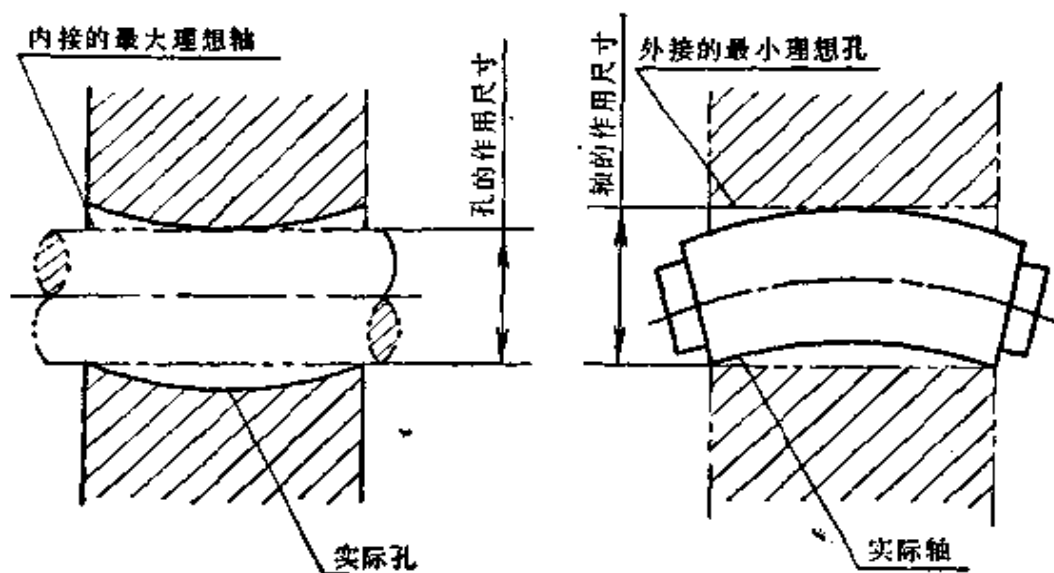 内接的最大理想轴
孔的作用尺寸
实际孔
外接的最小理想孔
轴的作用尺寸
实际轴